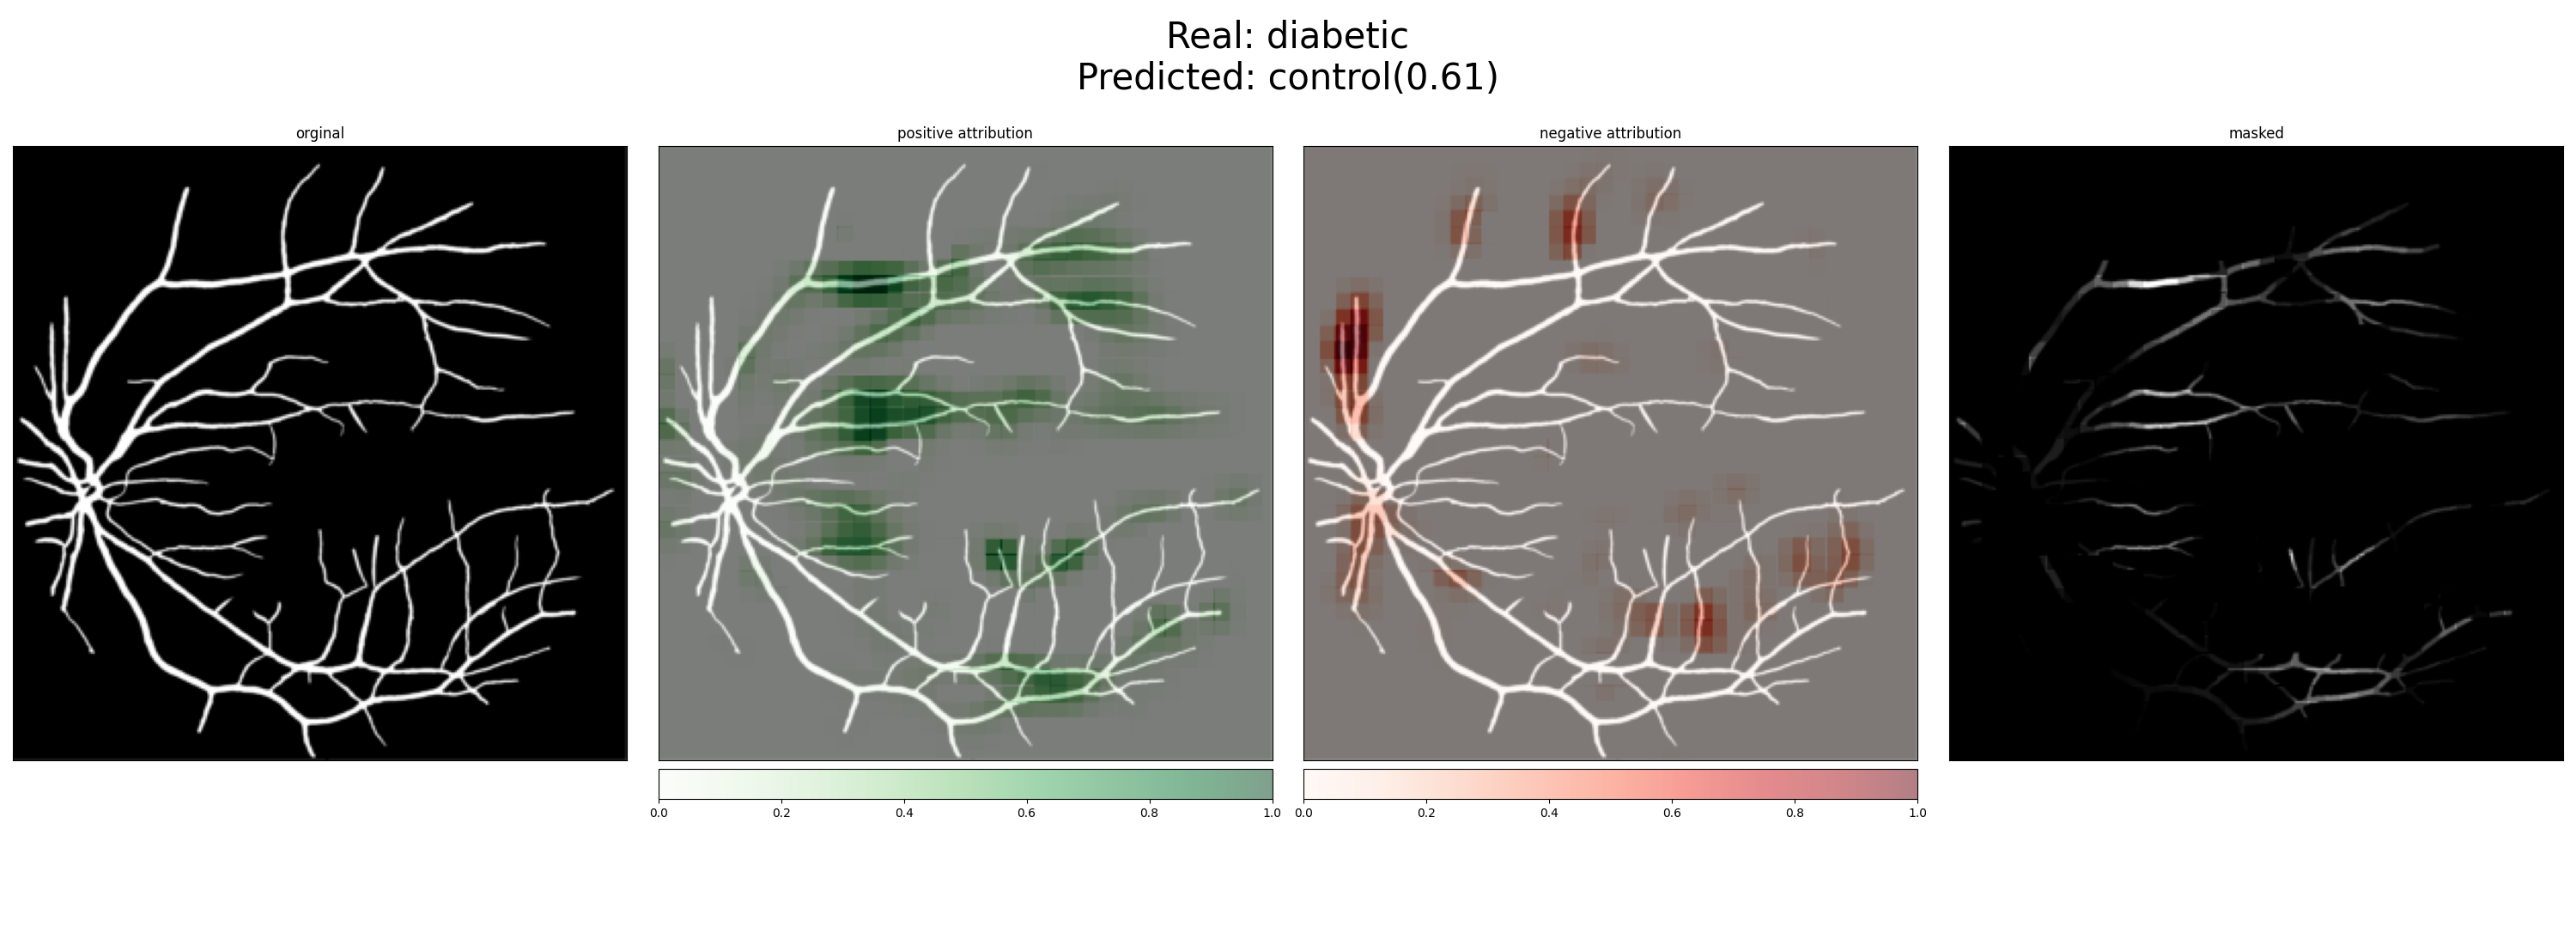 Real: diabetic
Predicted: control(0.61)
orginal
positive attribution
negative attribution
masked
0.0 0.2 0.4 0.6 0.8 1.0
0.0 0.2 0.4 0.6 0.8 1.0